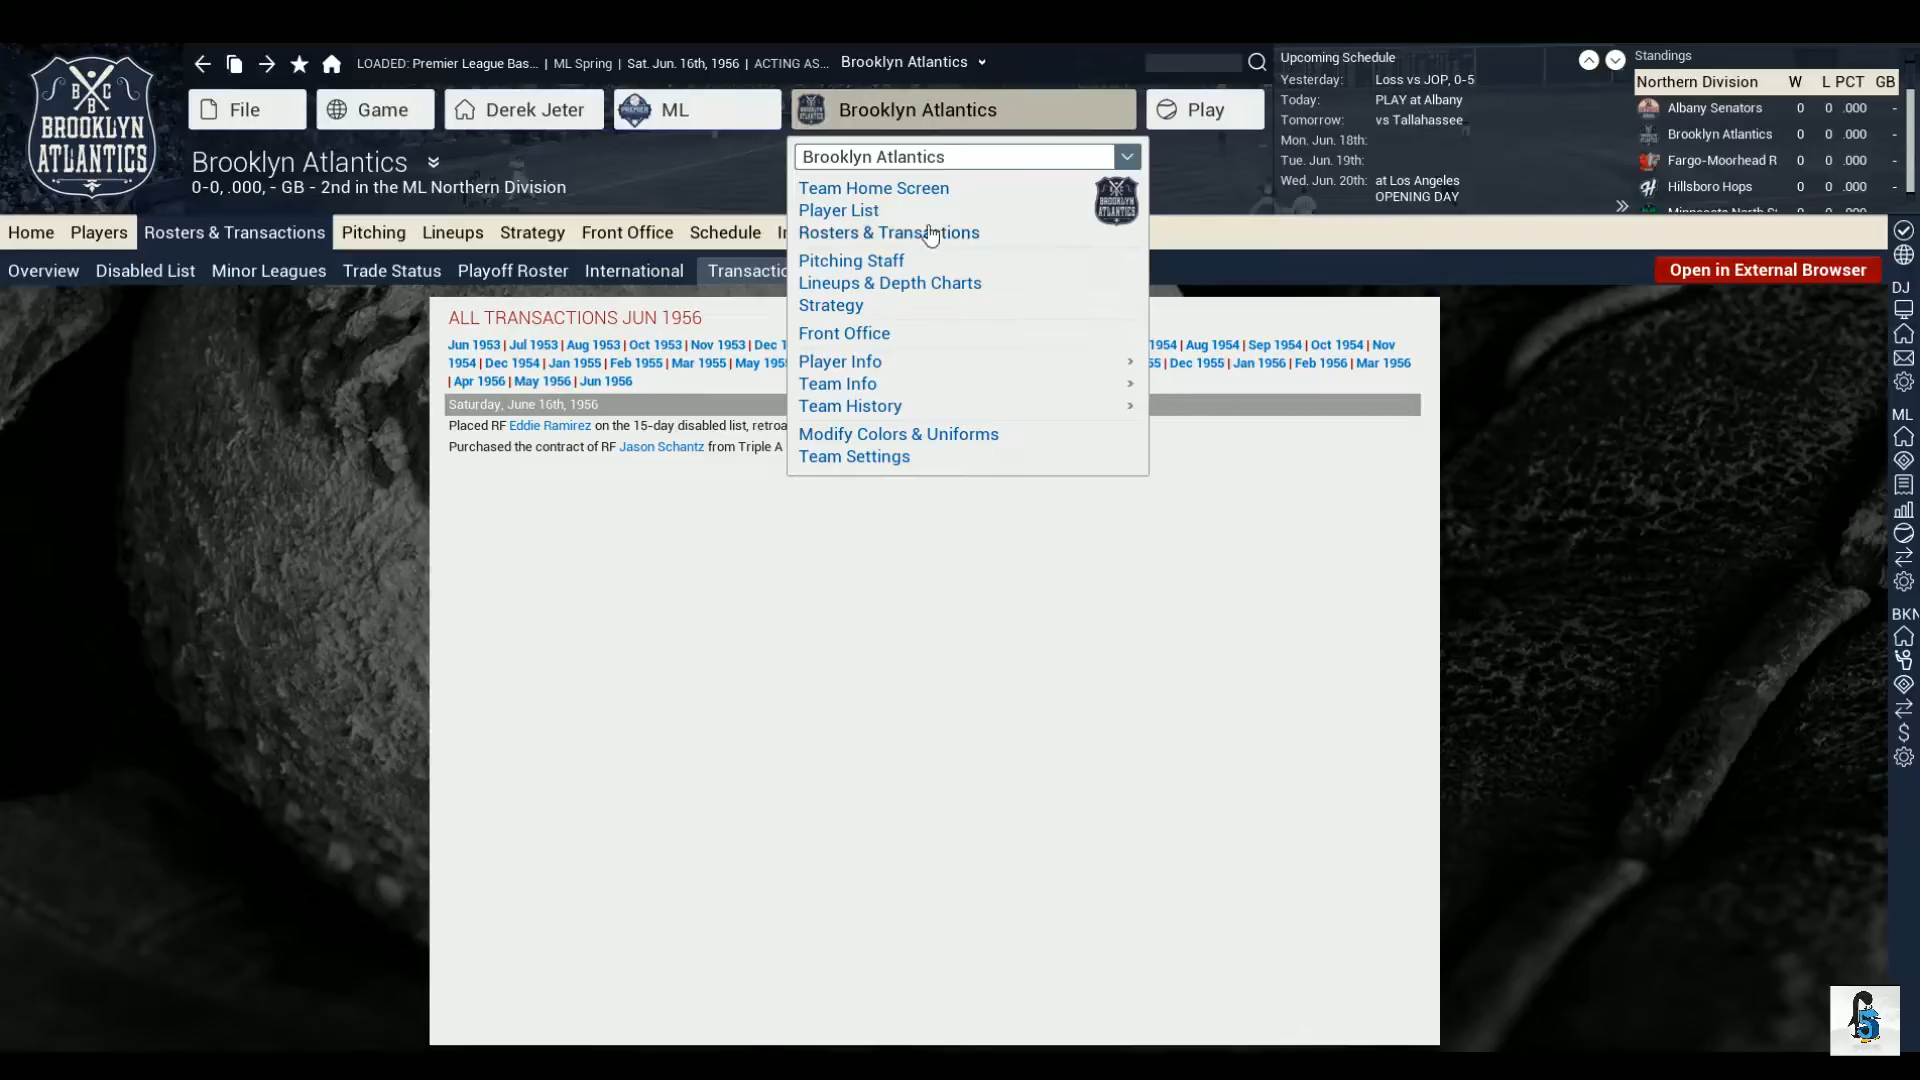 LOADED: Premier League Bas... | ML Spring | Sat. Jun. 16th, 1956 | ACTING AS... Brooklyn Atlantics
File
Game
Derek Jeter
ML
Brooklyn Atlantics
Play
B B C
BROOKLYN
ATLANTICS
Brooklyn Atlantics
0-0, .000, - GB - 2nd in the ML Northern Division
Upcoming Schedule
Yesterday: Loss vs JOP, 0-5
Today: PLAY at Albany
Tomorrow: vs Tallahassee
Mon. Jun. 18th:
Tue. Jun. 19th:
Wed. Jun. 20th: at Los Angeles
OPENING DAY
Standings
Northern Division W L PCT GB
Albany Senators 0 0 .000 -
Brooklyn Atlantics 0 0 .000 -
Fargo-Moorhead R 0 0 .000 -
Hillsboro Hops 0 0 .000 -
Home Players Rosters & Transactions Pitching Lineups Strategy Front Office Schedule
Overview Disabled List Minor Leagues Trade Status Playoff Roster International Transactio
Open in External Browser
Brooklyn Atlantics
Team Home Screen
Player List
Rosters & Transactions
Pitching Staff
Lineups & Depth Charts
Strategy
Front Office
Player Info
Team Info
Team History
Modify Colors & Uniforms
Team Settings
BROOKLYN
ATLANTICS
ALL TRANSACTIONS JUN 1956
Jun 1953 | Jul 1953 | Aug 1953 | Oct 1953 | Nov 1953 | Dec 1 954 | Aug 1954 | Sep 1954 | Oct 1954 | Nov
1954 | Dec 1954 | Jan 1955 | Feb 1955 | Mar 1955 | May 195 55 | Dec 1955 | Jan 1956 | Feb 1956 | Mar 1956
| Apr 1956 | May 1956 | Jun 1956
Saturday, June 16th, 1956
Placed RF Eddie Ramirez on the 15-day disabled list, retroa
Purchased the contract of RF Jason Schantz from Triple A
DJ
ML
BKN
5